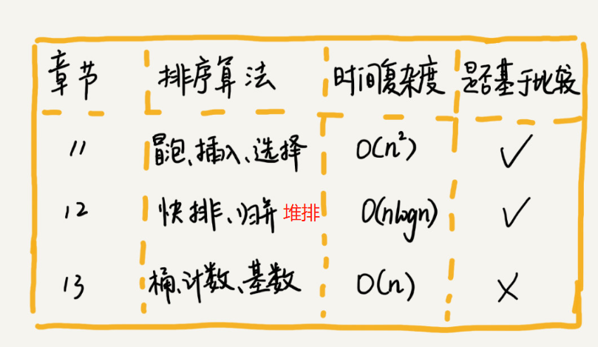 章节 排序算法 时间复杂度 是否基于比较
11 冒泡、插入、选择 O(n²) ✓
12 快排、归并 堆排 O(nlogn) ✓
13 桶、计数、基数 O(n) ✗